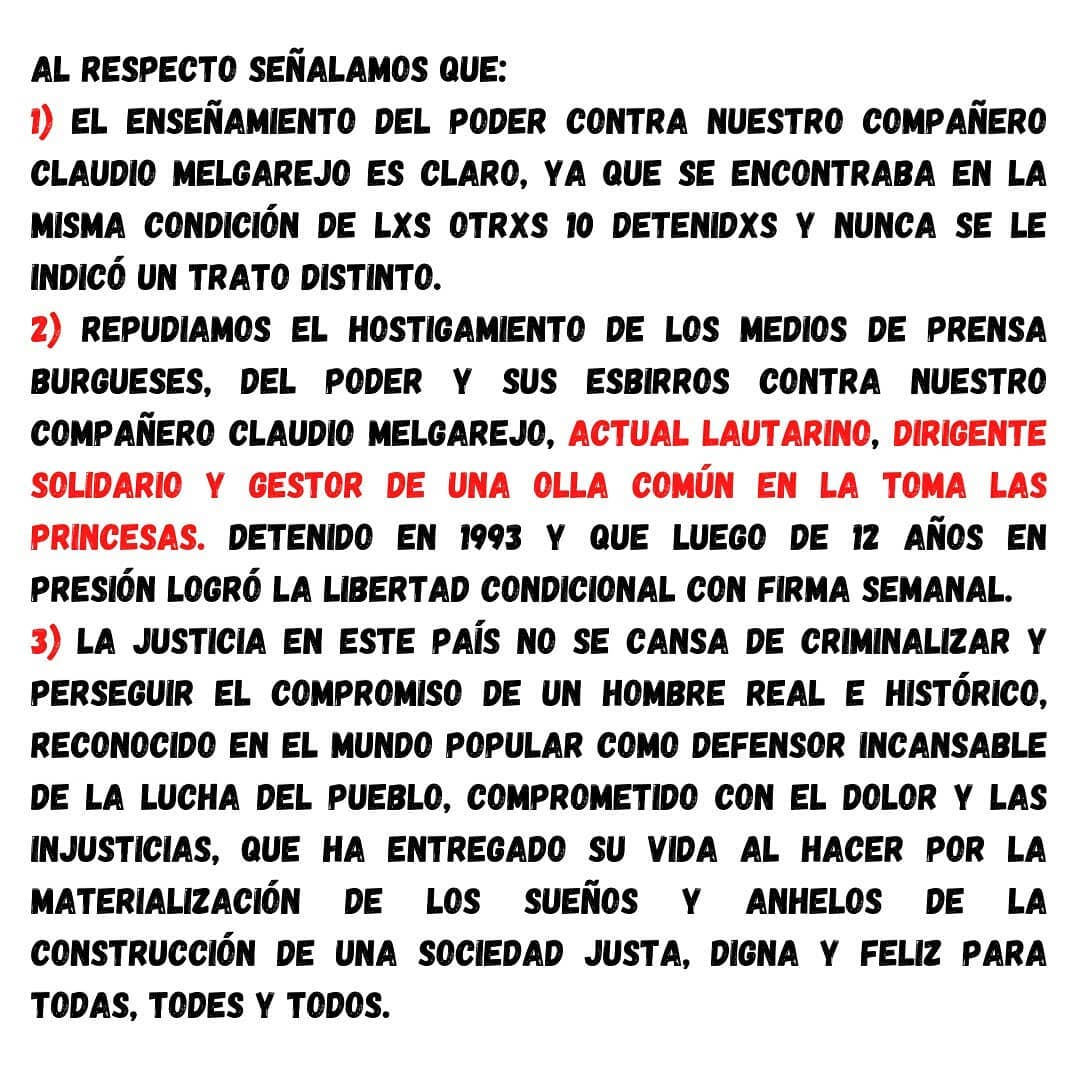 AL RESPECTO SEÑALAMOS QUE:
1) EL ENSEÑAMIENTO DEL PODER CONTRA NUESTRO COMPAÑERO
CLAUDIO MELGAREJO ES CLARO, YA QUE SE ENCONTRABA EN LA
MISMA CONDICIÓN DE LXS OTRXS 10 DETENIDXS Y NUNCA SE LE
INDICÓ UN TRATO DISTINTO.
2) REPUDIAMOS EL HOSTIGAMIENTO DE LOS MEDIOS DE PRENSA
BURGUESES, DEL PODER Y SUS ESBIRROS CONTRA NUESTRO
COMPAÑERO CLAUDIO MELGAREJO, ACTUAL LAUTARINO, DIRIGENTE
SOLIDARIO Y GESTOR DE UNA OLLA COMÚN EN LA TOMA LAS
PRINCESAS. DETENIDO EN 1993 Y QUE LUEGO DE 12 AÑOS EN
PRESIÓN LOGRÓ LA LIBERTAD CONDICIONAL CON FIRMA SEMANAL.
3) LA JUSTICIA EN ESTE PAÍS NO SE CANSA DE CRIMINALIZAR Y
PERSEGUIR EL COMPROMISO DE UN HOMBRE REAL E HISTÓRICO,
RECONOCIDO EN EL MUNDO POPULAR COMO DEFENSOR INCANSABLE
DE LA LUCHA DEL PUEBLO, COMPROMETIDO CON EL DOLOR Y LAS
INJUSTICIAS, QUE HA ENTREGADO SU VIDA AL HACER POR LA
MATERIALIZACIÓN DE LOS SUEÑOS Y ANHELOS DE LA
CONSTRUCCIÓN DE UNA SOCIEDAD JUSTA, DIGNA Y FELIZ PARA
TODAS, TODES Y TODOS.